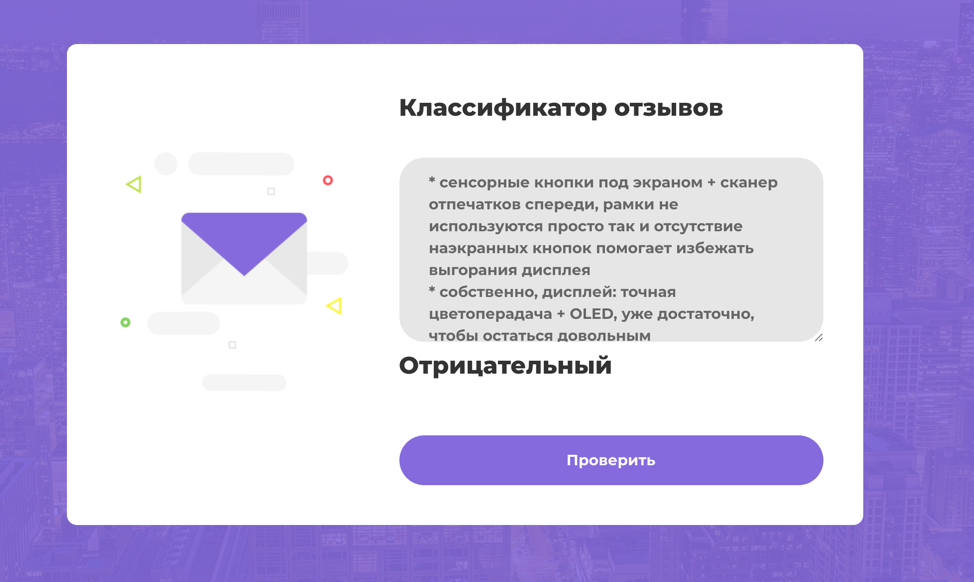 Классификатор отзывов
* сенсорные кнопки под экраном + сканер
отпечатков спереди, рамки не
используются просто так и отсутствие
наэкранных кнопок помогает избежать
выгорания дисплея
* собственно, дисплей: точная
цветоперадача + OLED, уже достаточно,
чтобы остаться довольным
Отрицательный
Проверить